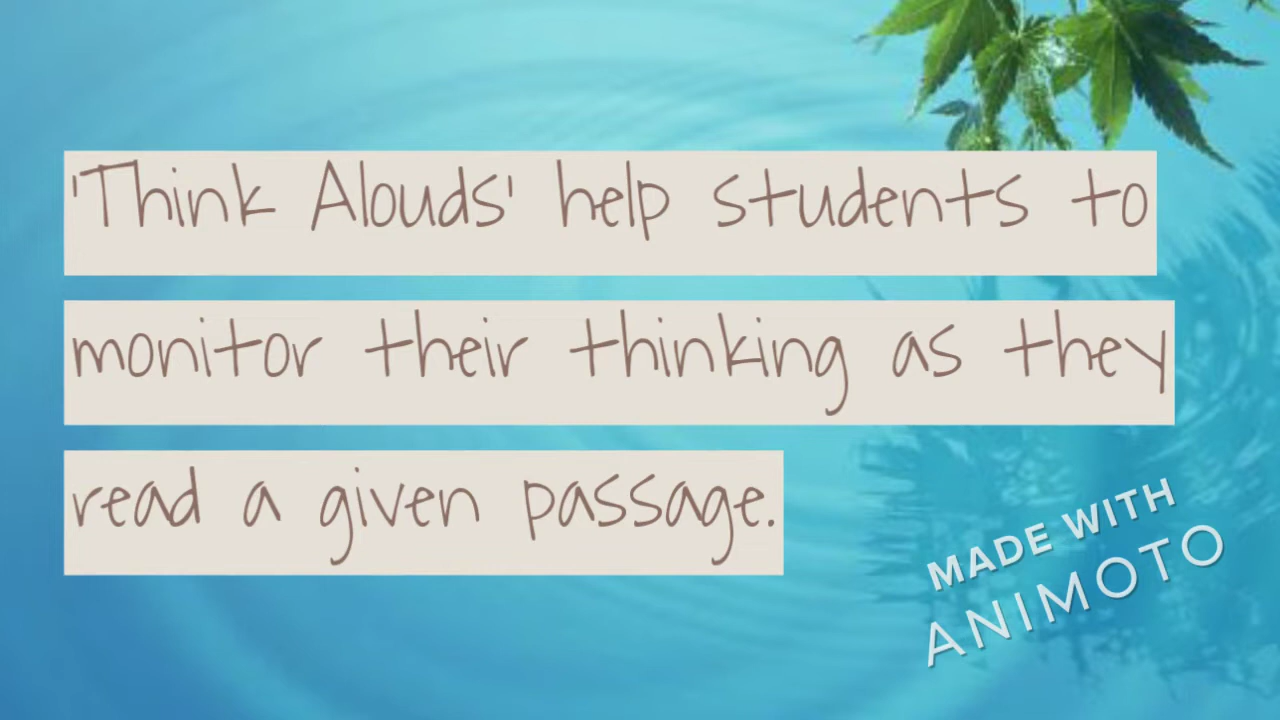 'Think Alouds' help students to
monitor their thinking as they
read a given passage.
MADE WITH
ANIMOTO